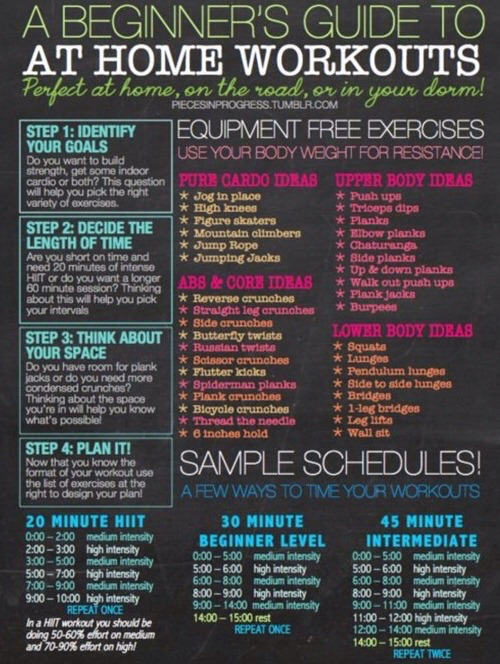 A BEGINNER'S GUIDE TO
AT HOME WORKOUTS
Perfect at home, on the road, or in your dorm!
PIECESINPROGRESS.TUMBLR.COM
STEP 1: IDENTIFY
YOUR GOALS
Do you want to build
strength, get some indoor
cardio or both? This question
will help you pick the right
variety of exercises.
STEP 2: DECIDE THE
LENGTH OF TIME
Are you short on time and
need 20 minutes of intense
HIIT or do you want a longer
60 minute session? Thinking
about this will help you pick
your intervals
STEP 3: THINK ABOUT
YOUR SPACE
Do you have room for plank
jacks or do you need more
condensed crunches?
Thinking about the space
you're in will help you know
what's possible!
STEP 4: PLAN IT!
Now that you know the
format of your workout use
the list of exercises at the
right to design your plan!
EQUIPMENT FREE EXERCISES
USE YOUR BODY WEIGHT FOR RESISTANCE!
PURE CARDO IDEAS
* Jog in place
* High knees
* Figure skaters
* Mountain climbers
* Jump Rope
* Jumping Jacks
ABS & CORE IDEAS
* Reverse crunches
* Straight leg crunches
* Side crunches
* Butterfly twists
* Russian twists
* Scissor crunches
* Flutter kicks
* Spiderman planks
* Plank crunches
* Bicycle crunches
* Thread the needle
* 6 inches hold
UPPER BODY IDEAS
* Push ups
* Triceps dips
* Planks
* Elbow planks
* Chaturanga
* Side planks
* Up & down planks
* Walk out push ups
* Plank jacks
* Burpees
LOWER BODY IDEAS
* Squats
* Lunges
* Pendulum lunges
* Side to side lunges
* Bridges
* 1-leg bridges
* Leg lifts
* Wall sit
SAMPLE SCHEDULES!
A FEW WAYS TO TIME YOUR WORKOUTS
20 MINUTE HIIT
0:00 - 2:00 medium intensity
2:00 - 3:00 high intensity
3:00 - 5:00 medium intensity
5:00 - 7:00 high intensity
7:00 - 9:00 medium intensity
9:00 - 10:00 high intensity
REPEAT ONCE
In a HIIT workout you should be
doing 50-60% effort on medium
and 70-90% effort on high!
30 MINUTE
BEGINNER LEVEL
0:00 - 5:00 medium intensity
5:00 - 6:00 high intensity
6:00 - 8:00 medium intensity
8:00 - 9:00 high intensity
9:00 - 14:00 medium intensity
14:00 - 15:00 rest
REPEAT ONCE
45 MINUTE
INTERMEDIATE
0:00 - 5:00 medium intensity
5:00 - 6:00 high intensity
6:00 - 8:00 medium intensity
8:00 - 9:00 high intensity
9:00 - 11:00 medium intensity
11:00 - 12:00 high intensity
12:00 - 14:00 medium intensity
14:00 - 15:00 rest
REPEAT TWICE